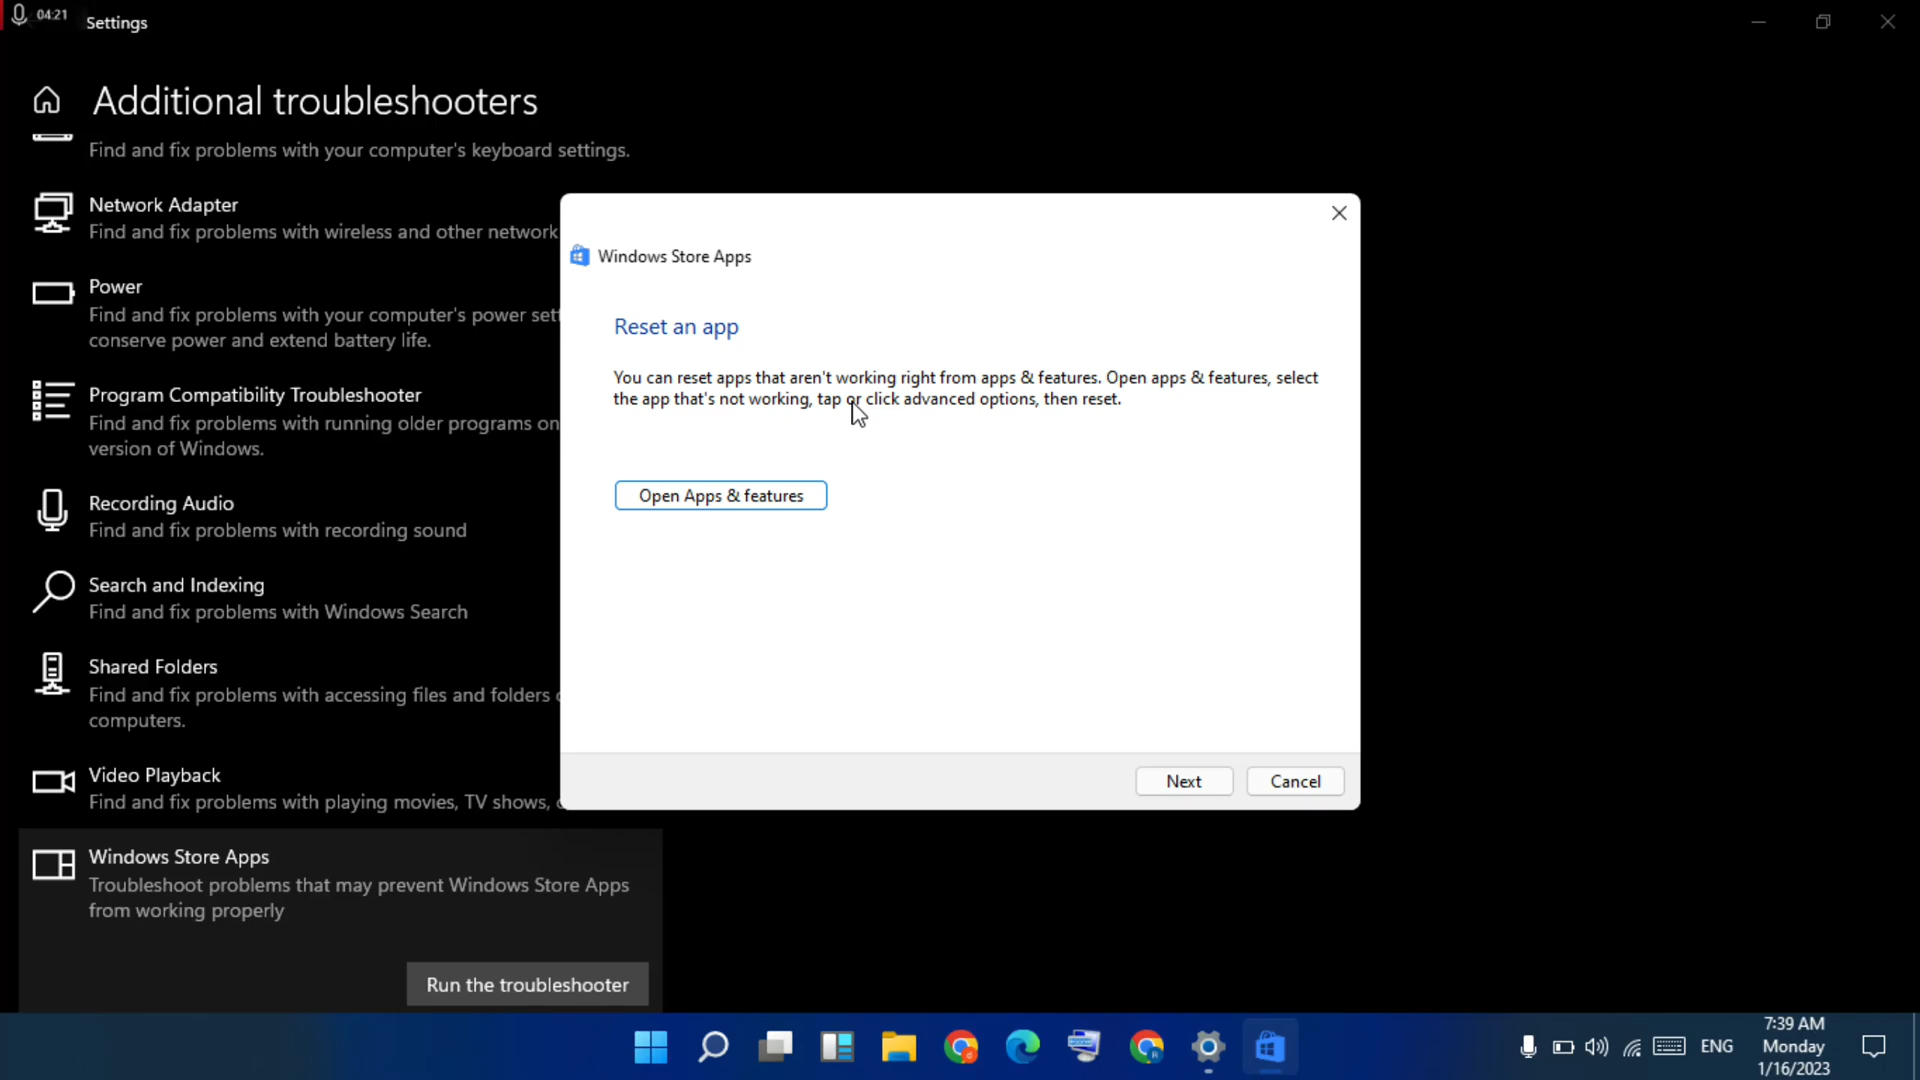 04:21
Settings
Additional troubleshooters
Find and fix problems with your computer's keyboard settings.
Network Adapter
Find and fix problems with wireless and other network
Power
Find and fix problems with your computer's power set
conserve power and extend battery life.
Program Compatibility Troubleshooter
Find and fix problems with running older programs on
version of Windows.
Recording Audio
Find and fix problems with recording sound
Search and Indexing
Find and fix problems with Windows Search
Shared Folders
Find and fix problems with accessing files and folders
computers.
Video Playback
Find and fix problems with playing movies, TV shows,
Windows Store Apps
Troubleshoot problems that may prevent Windows Store Apps
from working properly
Run the troubleshooter
Windows Store Apps
Reset an app
You can reset apps that aren't working right from apps & features. Open apps & features, select
the app that's not working, tap or click advanced options, then reset.
Open Apps & features
Next
Cancel
ENG
7:39 AM
Monday
1/16/2023